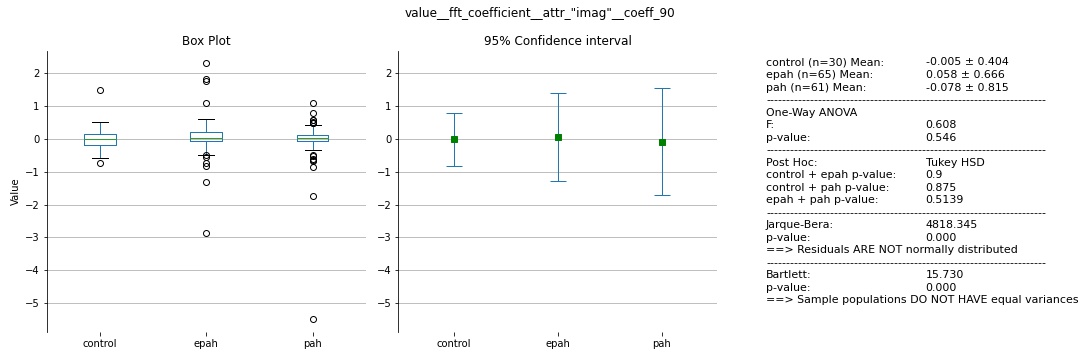 value__fft_coefficient__attr_"imag"__coeff_90
Box Plot
Value
2
1
0
−1
−2
−3
−4
−5
control
epah
pah
95% Confidence interval
2
1
0
−1
−2
−3
−4
−5
control
epah
pah
control (n=30) Mean: -0.005 ± 0.404
epah (n=65) Mean: 0.058 ± 0.666
pah (n=61) Mean: -0.078 ± 0.815
One-Way ANOVA
F: 0.608
p-value: 0.546
Post Hoc: Tukey HSD
control + epah p-value: 0.9
control + pah p-value: 0.875
epah + pah p-value: 0.5139
Jarque-Bera: 4818.345
p-value: 0.000
==> Residuals ARE NOT normally distributed
Bartlett: 15.730
p-value: 0.000
==> Sample populations DO NOT HAVE equal variances